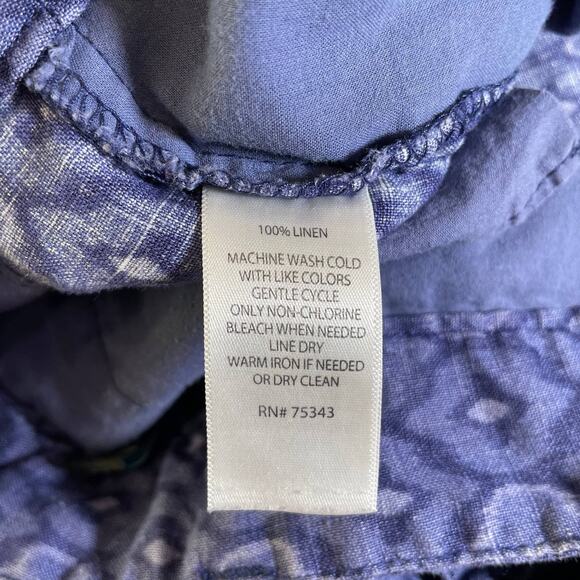 100% LINEN
MACHINE WASH COLD
WITH LIKE COLORS
GENTLE CYCLE
ONLY NON-CHLORINE
BLEACH WHEN NEEDED
LINE DRY
WARM IRON IF NEEDED
OR DRY CLEAN
RN# 75343